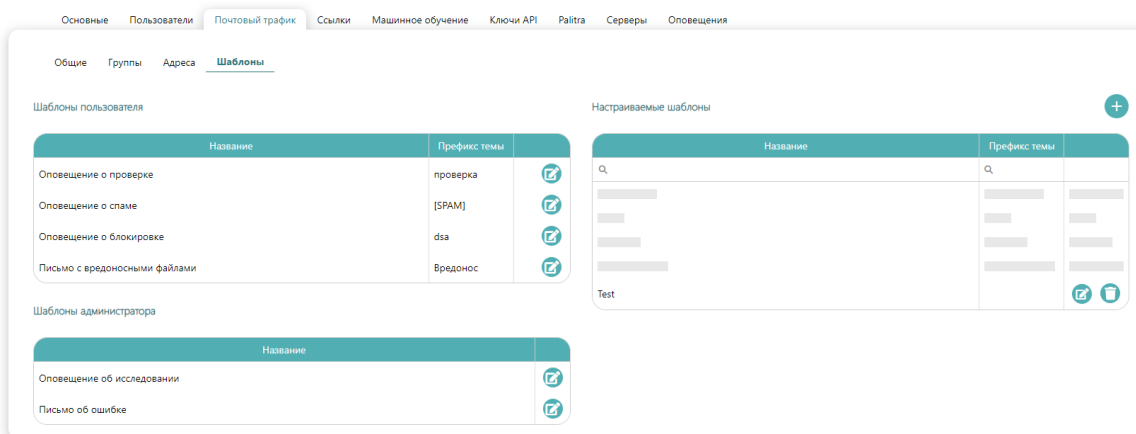 Основные Пользователи Почтовый трафик Ссылки Машинное обучение Ключи API Palitra Серверы Оповещения
Общие Группы Адреса Шаблоны
Шаблоны пользователя
Название Префикс темы
Оповещение о проверке проверка
Оповещение о спаме [SPAM]
Оповещение о блокировке dsa
Письмо с вредоносными файлами Вредонос
Шаблоны администратора
Название
Оповещение об исследовании
Письмо об ошибке
Настраиваемые шаблоны
Название Префикс темы
Test